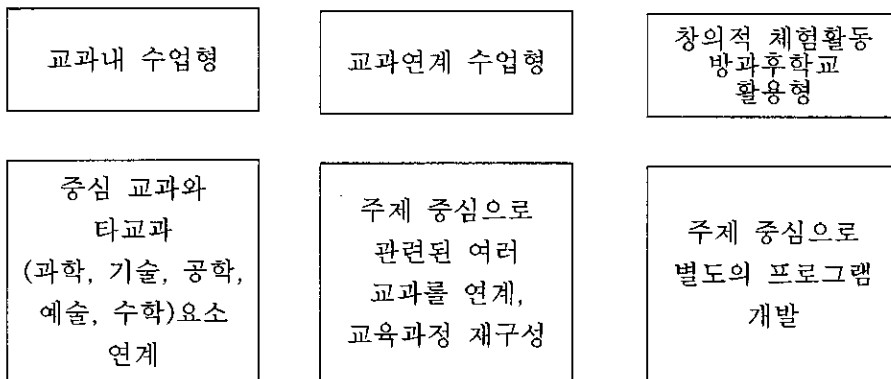 교과내 수업형
교과연계 수업형
창의적 체험활동
방과후학교
활용형
중심 교과와
타교과
(과학, 기술, 공학,
예술, 수학)요소
연계
주제 중심으로
관련된 여러
교과를 연계,
교육과정 재구성
주제 중심으로
별도의 프로그램
개발